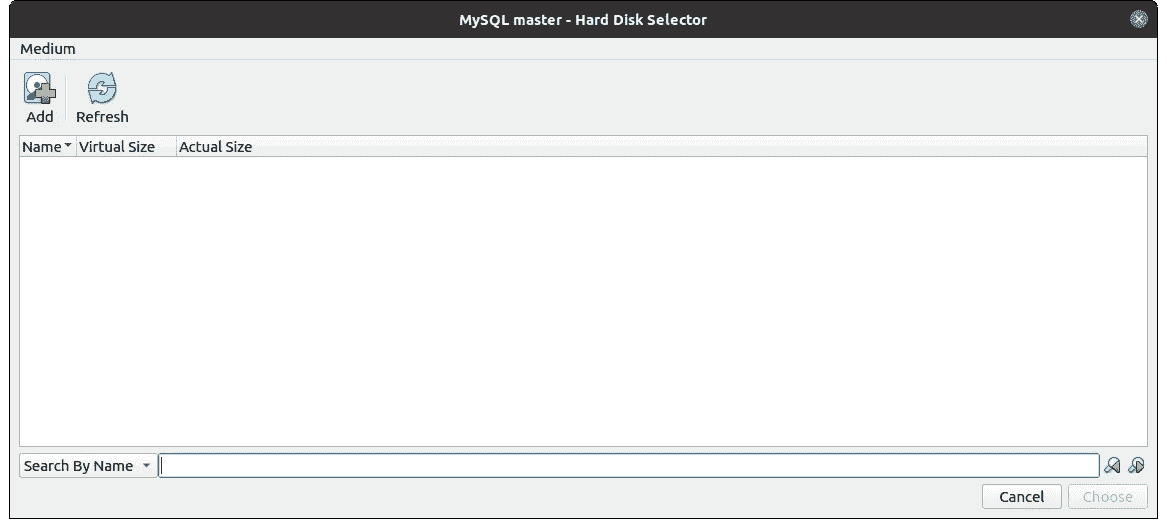 MySQL master - Hard Disk Selector
Medium
Add Refresh
Name Virtual Size Actual Size
Search By Name
Cancel Choose